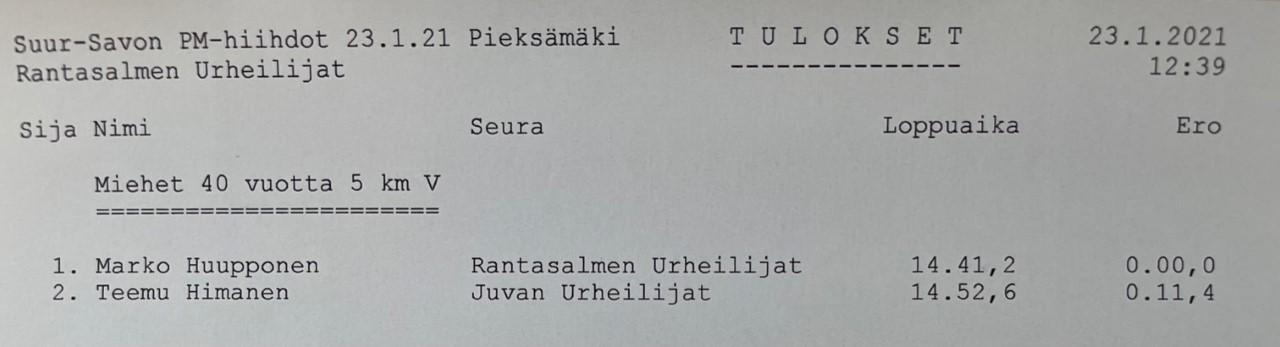 Suur-Savon PM-hiihdot 23.1.21 Pieksämäki T U L O K S E T 23.1.2021
Rantasalmen Urheilijat --------------- 12:39
Sija Nimi Seura Loppuaika Ero
Miehet 40 vuotta 5 km V
=======================
1. Marko Huupponen Rantasalmen Urheilijat 14.41,2 0.00,0
2. Teemu Himanen Juvan Urheilijat 14.52,6 0.11,4